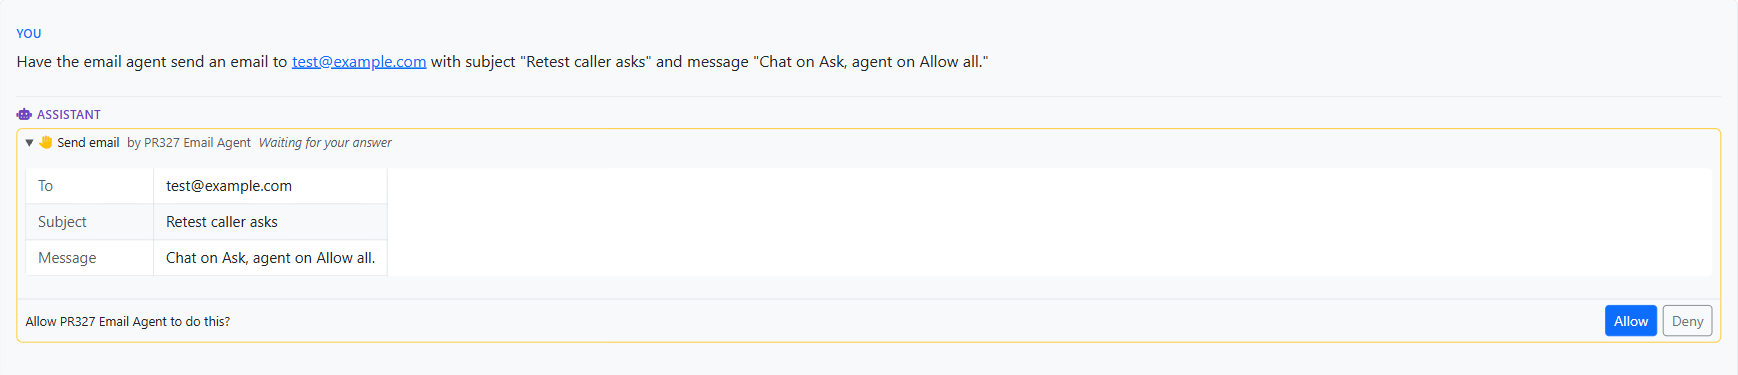 YOU
Have the email agent send an email to test@example.com with subject "Retest caller asks" and message "Chat on Ask, agent on Allow all."
ASSISTANT
Send email by PR327 Email Agent Waiting for your answer
To test@example.com
Subject Retest caller asks
Message Chat on Ask, agent on Allow all.
Allow PR327 Email Agent to do this? Allow Deny